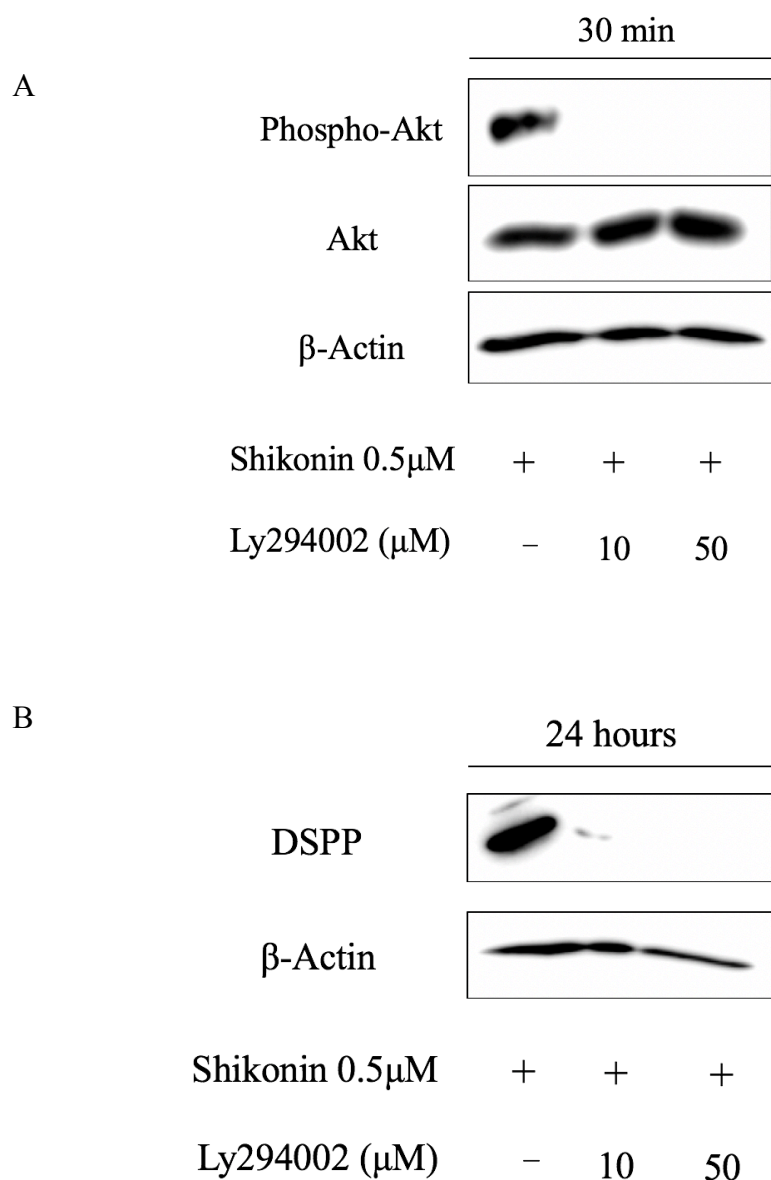 30 min
A
Phospho-Akt
Akt
β-Actin
Shikonin 0.5μM + + +
Ly294002 (μM) – 10 50
B
24 hours
DSPP
β-Actin
Shikonin 0.5μM + + +
Ly294002 (μM) – 10 50